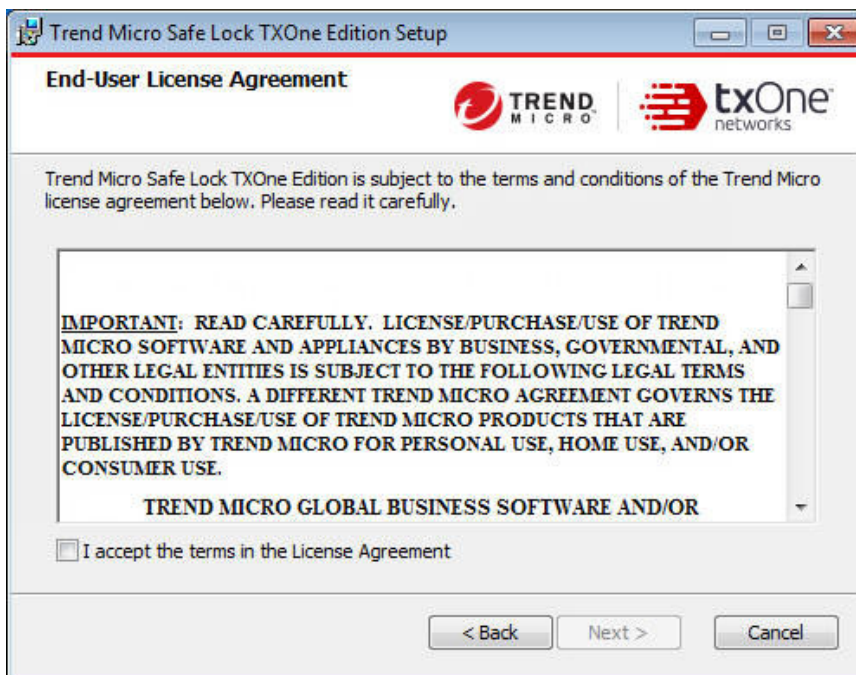 Trend Micro Safe Lock TXOne Edition Setup
End-User License Agreement
TREND
MICRO™
txOne™
networks
Trend Micro Safe Lock TXOne Edition is subject to the terms and conditions of the Trend Micro
license agreement below. Please read it carefully.
IMPORTANT: READ CAREFULLY. LICENSE/PURCHASE/USE OF TREND
MICRO SOFTWARE AND APPLIANCES BY BUSINESS, GOVERNMENTAL, AND
OTHER LEGAL ENTITIES IS SUBJECT TO THE FOLLOWING LEGAL TERMS
AND CONDITIONS. A DIFFERENT TREND MICRO AGREEMENT GOVERNS THE
LICENSE/PURCHASE/USE OF TREND MICRO PRODUCTS THAT ARE
PUBLISHED BY TREND MICRO FOR PERSONAL USE, HOME USE, AND/OR
CONSUMER USE.
TREND MICRO GLOBAL BUSINESS SOFTWARE AND/OR
I accept the terms in the License Agreement
< Back Next > Cancel